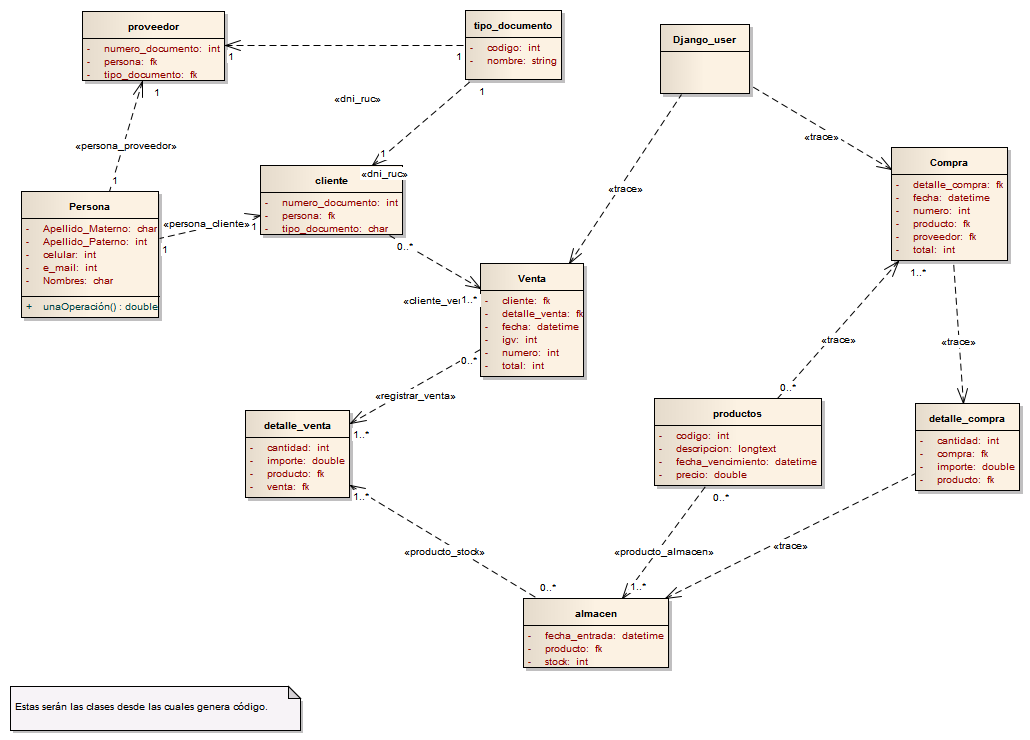 proveedor
- numero_documento: int
- persona: fk
- tipo_documento: fk
tipo_documento
- codigo: int
- nombre: string
Django_user
1
1
1
1
«dni_ruc»
«trace»
Compra
- detalle_compra: fk
- fecha: datetime
- numero: int
- producto: fk
- proveedor: fk
- total: int
«persona_proveedor»
1
1
«dni_ruc»
cliente
- numero_documento: int
- persona: fk
- tipo_documento: char
«trace»
Persona
- Apellido_Materno: char
- Apellido_Paterno: int
- celular: int
- e_mail: int
- Nombres: char
+ unaOperación() : double
«persona_cliente»
1
1
0..*
Venta
- cliente: fk
- detalle_venta: fk
- fecha: datetime
- igv: int
- numero: int
- total: int
«cliente_ver
1..*
1..*
«trace»
«trace»
0..*
«registrar_venta»
0..*
detalle_venta
- cantidad: int
- importe: double
- producto: fk
- venta: fk
1..*
productos
- codigo: int
- descripcion: longtext
- fecha_vencimiento: datetime
- precio: double
detalle_compra
- cantidad: int
- compra: fk
- importe: double
- producto: fk
1..*
0..*
«producto_stock»
«producto_almacen»
«trace»
0..*
1..*
almacen
- fecha_entrada: datetime
- producto: fk
- stock: int
Estas serán las clases desde las cuales genera código.